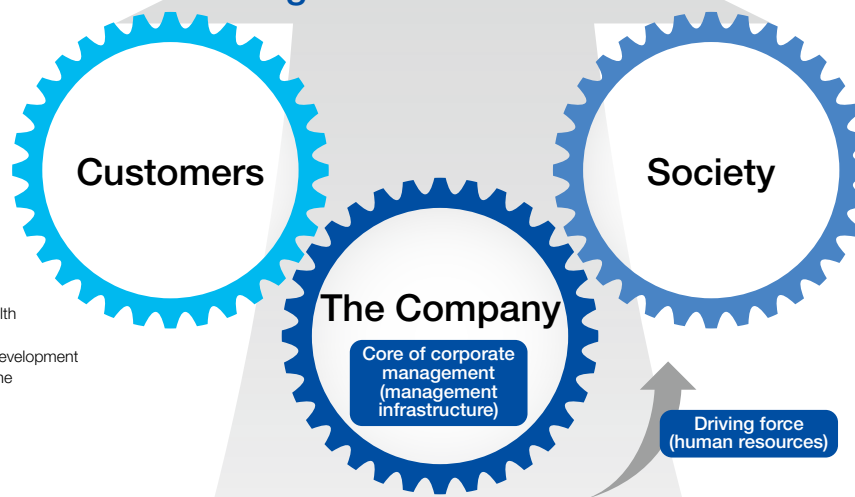 Customers
Society
The Company
Core of corporate
management
(management
infrastructure)
Driving force
(human resources)